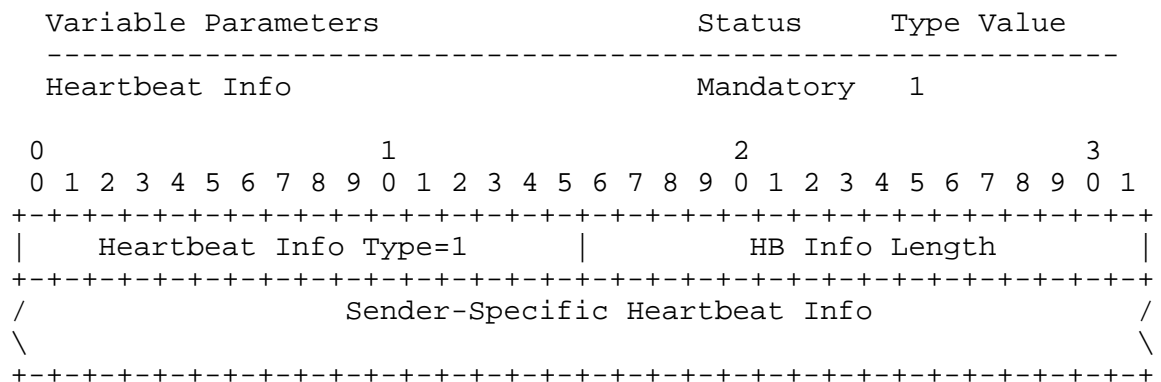 Variable Parameters                  Status     Type Value
-------------------------------------------------------------
Heartbeat Info                       Mandatory   1
 0                   1                   2                   3
 0 1 2 3 4 5 6 7 8 9 0 1 2 3 4 5 6 7 8 9 0 1 2 3 4 5 6 7 8 9 0 1
+-+-+-+-+-+-+-+-+-+-+-+-+-+-+-+-+-+-+-+-+-+-+-+-+-+-+-+-+-+-+-+-+
|    Heartbeat Info Type=1      |         HB Info Length        |
+-+-+-+-+-+-+-+-+-+-+-+-+-+-+-+-+-+-+-+-+-+-+-+-+-+-+-+-+-+-+-+-+
/                  Sender-Specific Heartbeat Info               /
\                                                               \
+-+-+-+-+-+-+-+-+-+-+-+-+-+-+-+-+-+-+-+-+-+-+-+-+-+-+-+-+-+-+-+-+